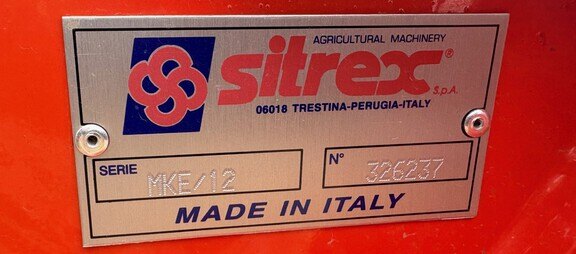 AGRICULTURAL MACHINERY
sitrex® S.p.A.
06018 TRESTINA-PERUGIA-ITALY
SERIE MKE/12 N° 326237
MADE IN ITALY